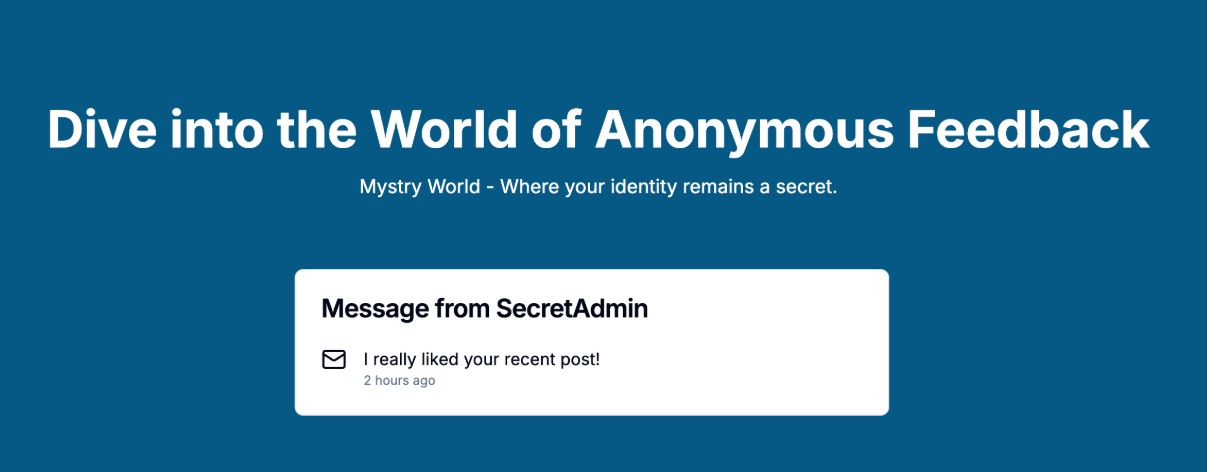 Dive into the World of Anonymous Feedback
Mystry World - Where your identity remains a secret.
Message from SecretAdmin
I really liked your recent post!
2 hours ago